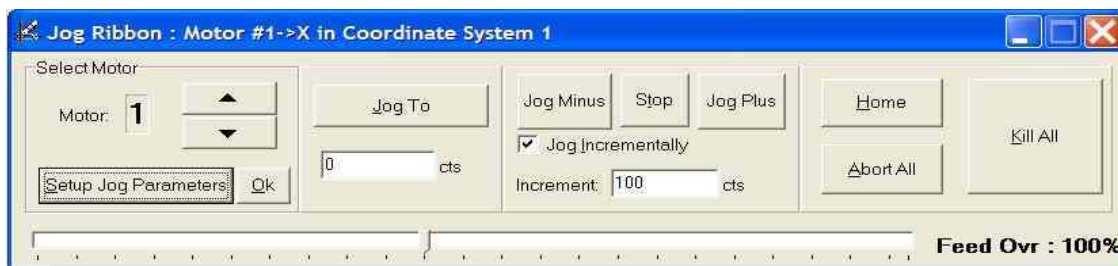 Jog Ribbon : Motor #1->X in Coordinate System 1
Select Motor
Motor: 1
Setup Jog Parameters Ok
Jog To
0 cts
Jog Minus Stop Jog Plus
Jog Incrementally
Increment: 100 cts
Home
Abort All
Kill All
Feed Ovr : 100%